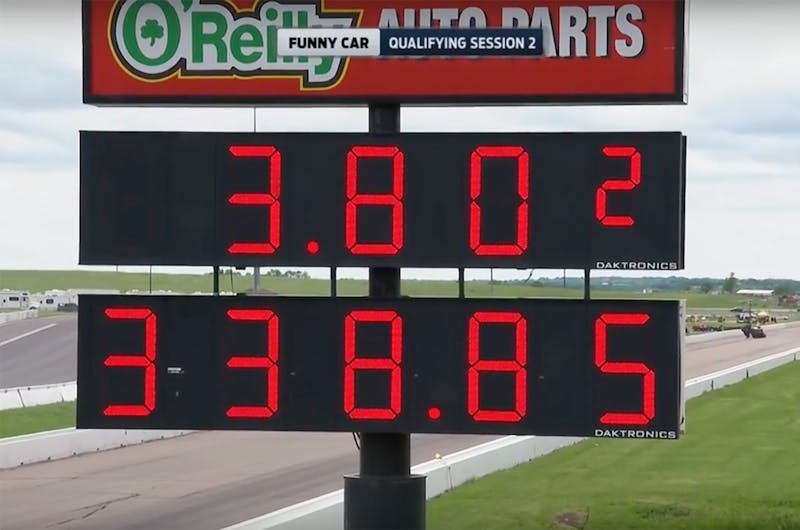 O'Reilly AUTO PARTS
FUNNY CAR QUALIFYING SESSION 2
3.802
DAKTRONICS
338.85
DAKTRONICS